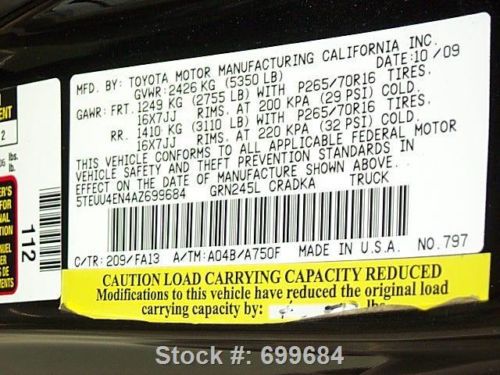 MFD. BY: TOYOTA MOTOR MANUFACTURING CALIFORNIA INC.
GVWR: 2426 KG (5350 LB) DATE: 10/09
GAWR: FRT. 1249 KG (2755 LB) WITH P265/70R16 TIRES.
16X7JJ RIMS. AT 200 KPA (29 PSI) COLD.
RR. 1410 KG (3110 LB) WITH P265/70R16 TIRES.
16X7JJ RIMS. AT 220 KPA (32 PSI) COLD.
THIS VEHICLE CONFORMS TO ALL APPLICABLE FEDERAL MOTOR
VEHICLE SAFETY AND THEFT PREVENTION STANDARDS IN
EFFECT ON THE DATE OF MANUFACTURE SHOWN ABOVE.
5TEUU4EN4AZ699684 GRN245L CRADKA TRUCK
C/TR: 209/FA13 A/TM: A04B/A750F MADE IN U.S.A. NO. 797
112
CAUTION LOAD CARRYING CAPACITY REDUCED
Modifications to this vehicle have reduced the original load
carrying capacity by: lbs
Stock #: 699684